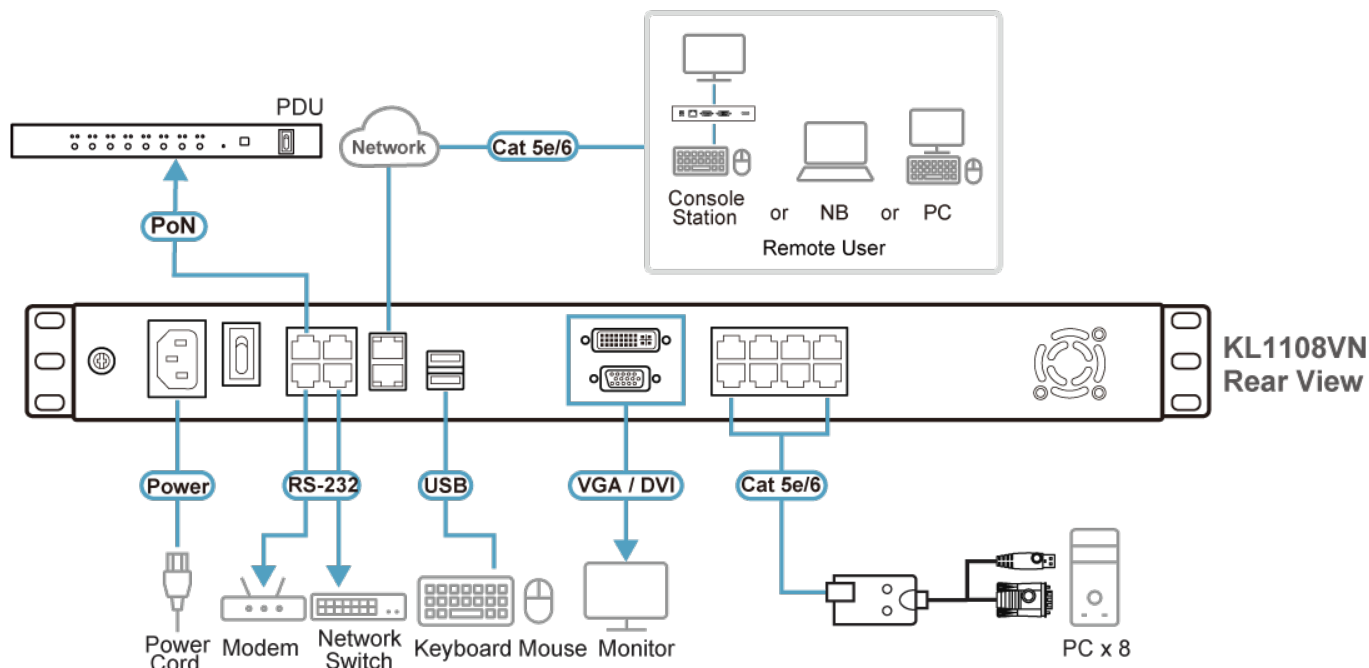 PDU
Network
Cat 5e/6
Console
Station
or
NB
or
PC
Remote User
PoN
KL1108VN
Rear View
Power
RS-232
USB
VGA / DVI
Cat 5e/6
Power
Cord
Modem
Network
Switch
Keyboard
Mouse
Monitor
PC x 8